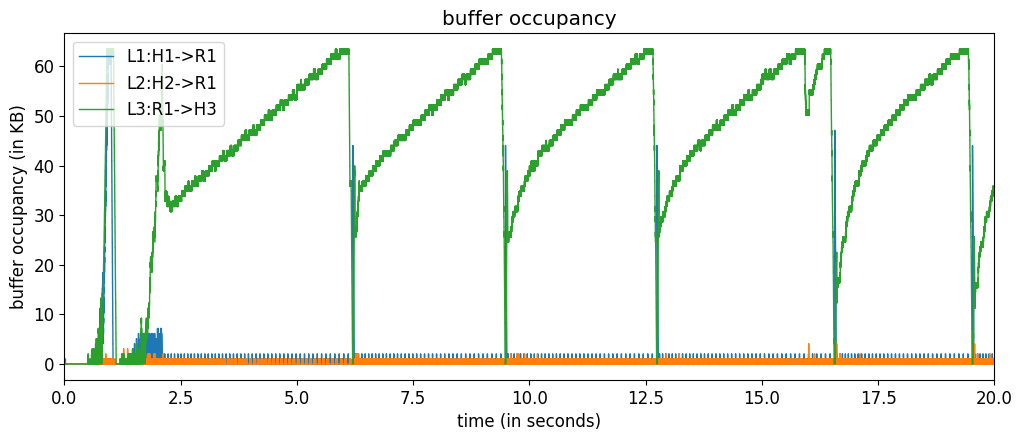 buffer occupancy
buffer occupancy (in KB)
60
50
40
30
20
10
0
L1:H1->R1
L2:H2->R1
L3:R1->H3
0.0 2.5 5.0 7.5 10.0 12.5 15.0 17.5 20.0
time (in seconds)